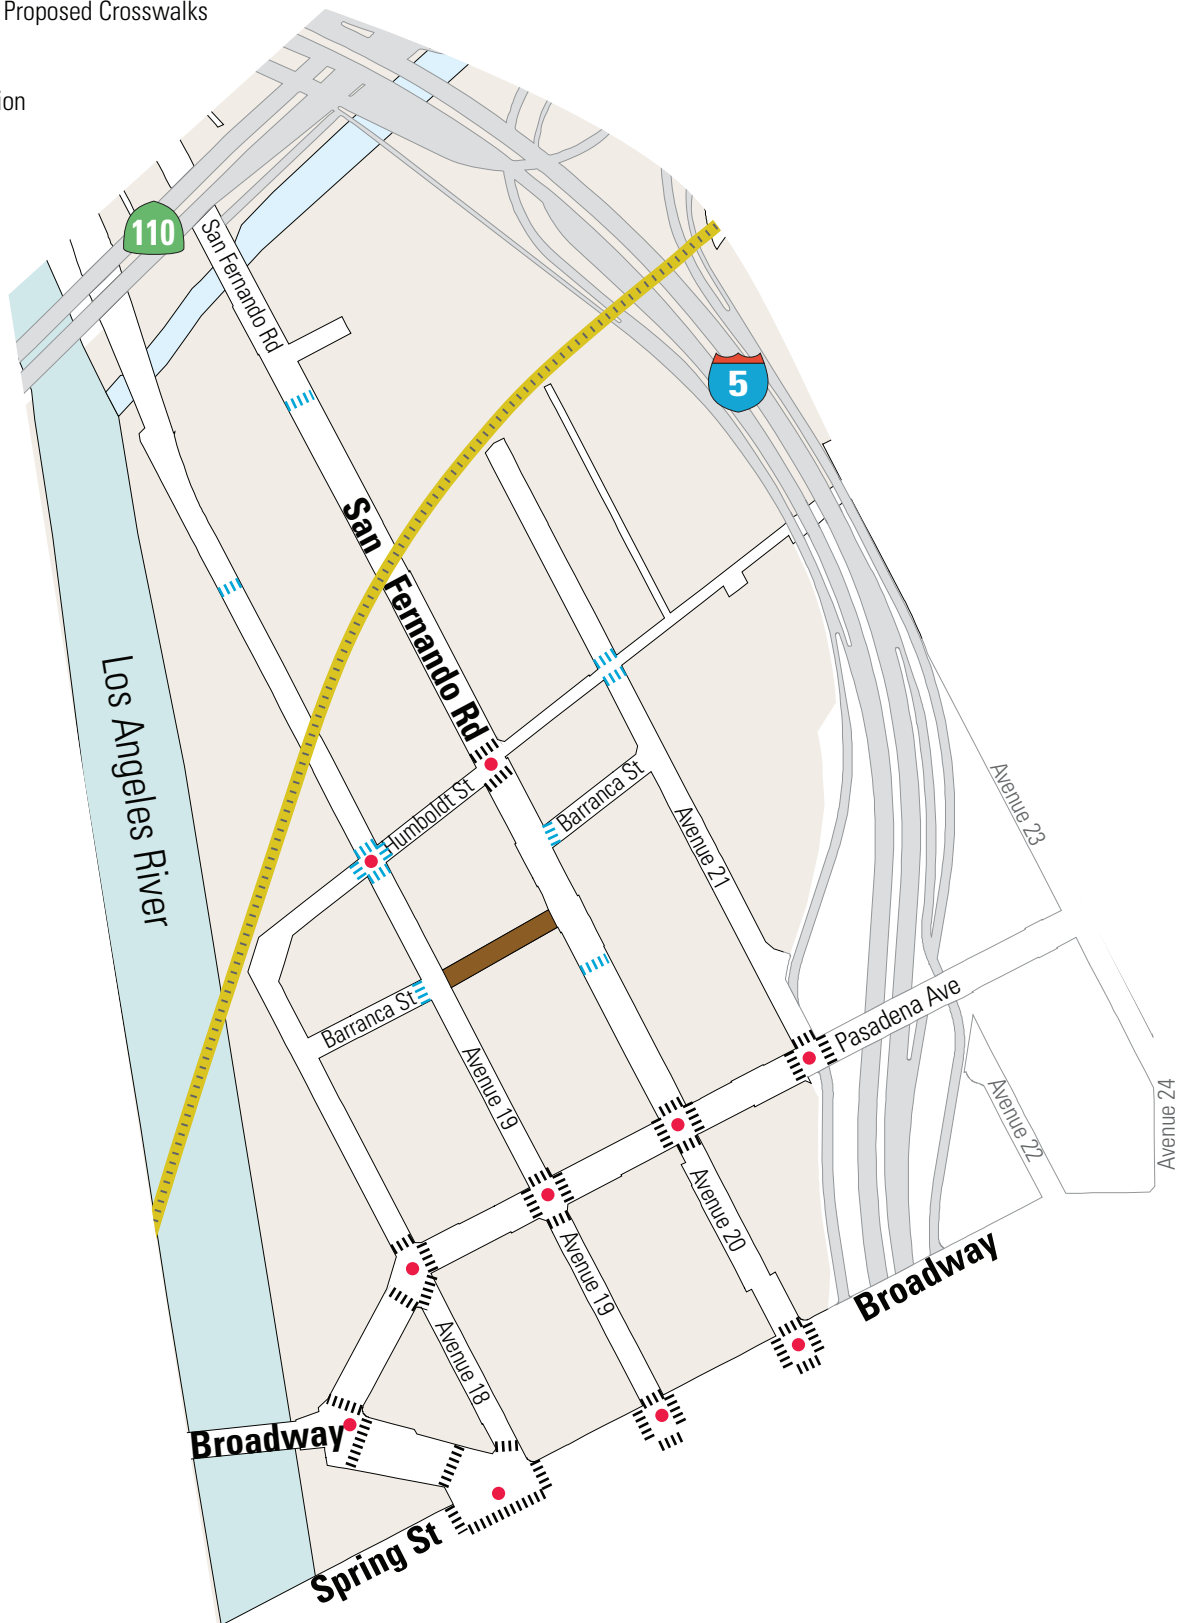 Proposed Crosswalks
ion
110
San Fernando Rd
5
San Fernando Rd
Los Angeles River
Humboldt St
Barranca St
Avenue 21
Avenue 23
Barranca St
Pasadena Ave
Avenue 19
Avenue 22
Avenue 24
Avenue 20
Avenue 19
Broadway
Avenue 18
Broadway
Spring St